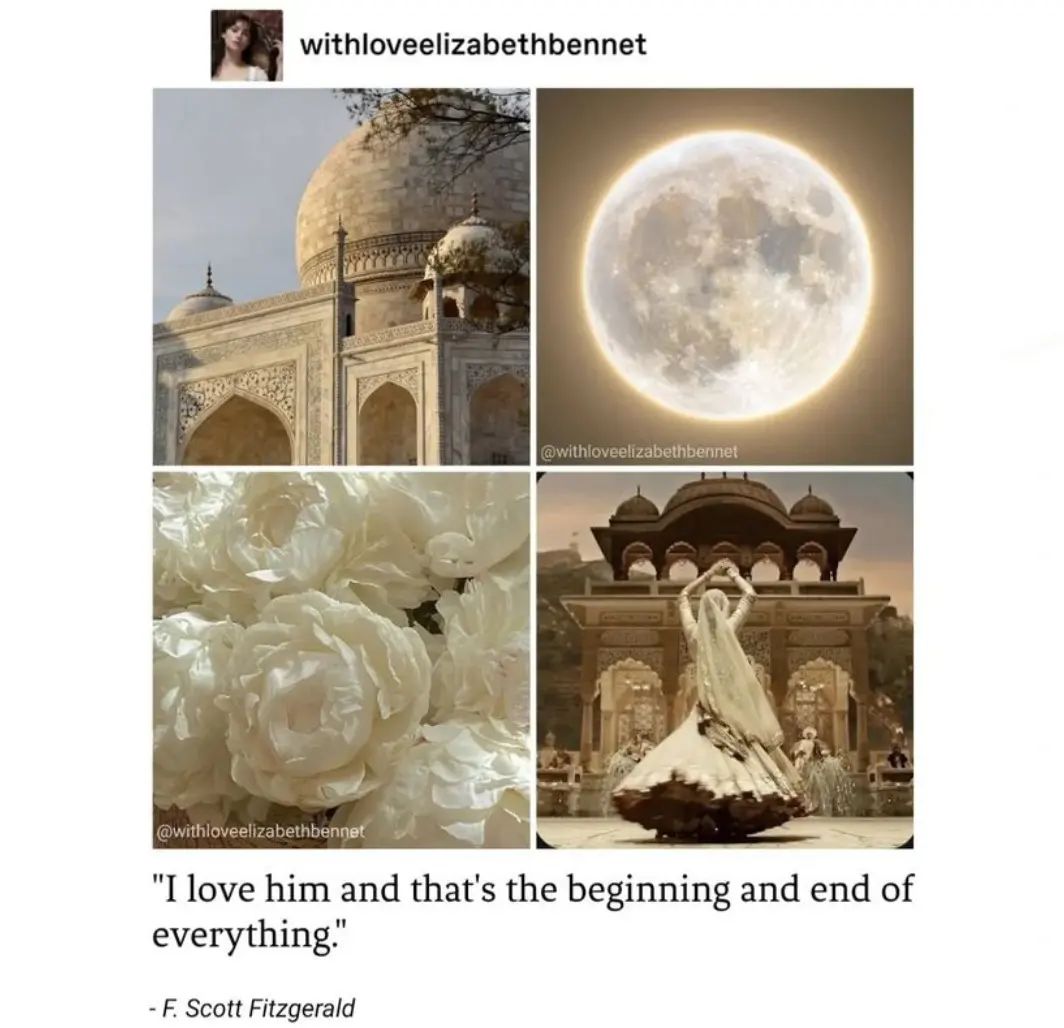 withloveelizabethbennet
@withloveelizabethbennet
@withloveelizabethbennet
"I love him and that's the beginning and end of
everything."
- F. Scott Fitzgerald